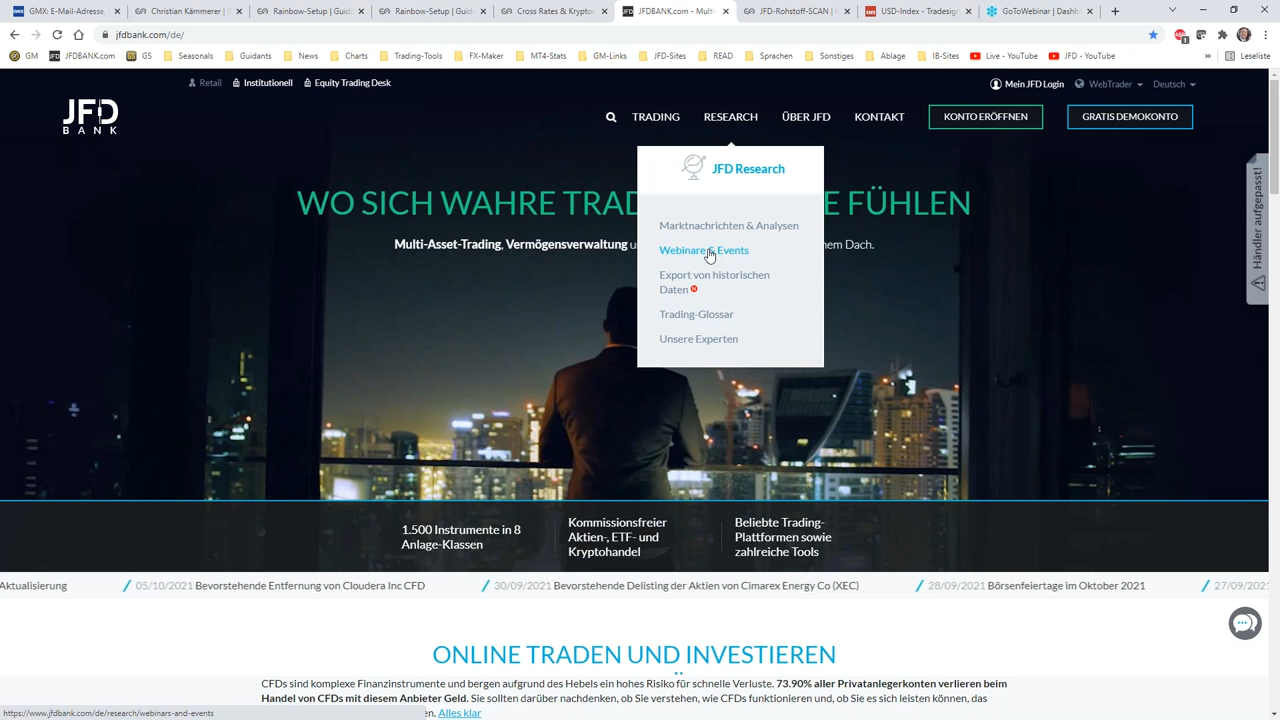 GMX: E-Mail-Adresse,
Christian Kämmerer | G
Rainbow-Setup | Guid
Rainbow-Setup | Guid
Cross Rates & Krypto
JFDBANK.com - Multi
JFD-Rohstoff-SCAN | G
USD-Index - Tradesig
GoToWebinar | Dashb
jfdbank.com/de/
GM
JFDBANK.com
GS
Seasonals
Guidants
News
Charts
Trading-Tools
FX-Maker
MT4-Stats
GM-Links
JFD-Sites
READ
Sprachen
Sonstiges
Ablage
IB-Sites
Live - YouTube
JFD - YouTube
»
Leseliste
Retail
Institutionell
Equity Trading Desk
Mein JFD Login
WebTrader
Deutsch
JFD
BANK
TRADING
RESEARCH
ÜBER JFD
KONTAKT
KONTO ERÖFFNEN
GRATIS DEMOKONTO
JFD Research
Marktnachrichten & Analysen
Webinare & Events
Export von historischen
Daten N
Trading-Glossar
Unsere Experten
WO SICH WAHRE TRAD E FÜHLEN
Multi-Asset-Trading, Vermögensverwaltung u nem Dach.
Händler aufgepasst!
1.500 Instrumente in 8
Anlage-Klassen
Kommissionsfreier
Aktien-, ETF- und
Kryptohandel
Beliebte Trading-
Plattformen sowie
zahlreiche Tools
Aktualisierung / 05/10/2021 Bevorstehende Entfernung von Cloudera Inc CFD / 30/09/2021 Bevorstehende Delisting der Aktien von Cimarex Energy Co (XEC) / 28/09/2021 Börsenfeiertage im Oktober 2021 / 27/09/2021
ONLINE TRADEN UND INVESTIEREN
CFDs sind komplexe Finanzinstrumente und bergen aufgrund des Hebels ein hohes Risiko für schnelle Verluste. 73.90% aller Privatanlegerkonten verlieren beim
Handel von CFDs mit diesem Anbieter Geld. Sie sollten darüber nachdenken, ob Sie verstehen, wie CFDs funktionieren und, ob Sie es sich leisten können, das
en. Alles klar
https://www.jfdbank.com/de/research/webinars-and-events